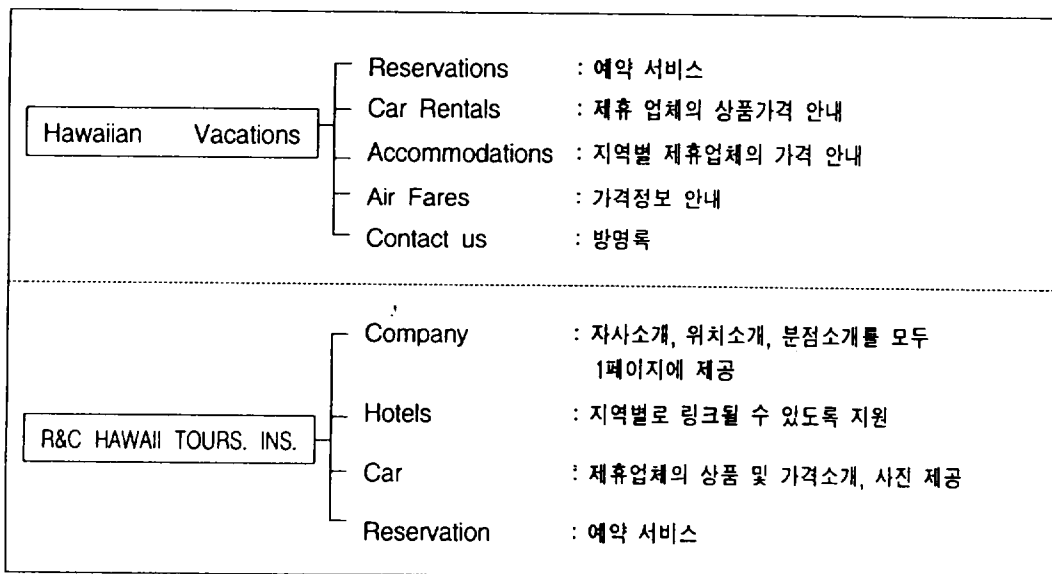 Hawaiian Vacations
Reservations : 예약 서비스
Car Rentals : 제휴 업체의 상품가격 안내
Accommodations : 지역별 제휴업체의 가격 안내
Air Fares : 가격정보 안내
Contact us : 방명록
R&C HAWAII TOURS. INS.
Company : 자사소개, 위치소개, 분점소개를 모두
1페이지에 제공
Hotels : 지역별로 링크될 수 있도록 지원
Car : 제휴업체의 상품 및 가격소개, 사진 제공
Reservation : 예약 서비스